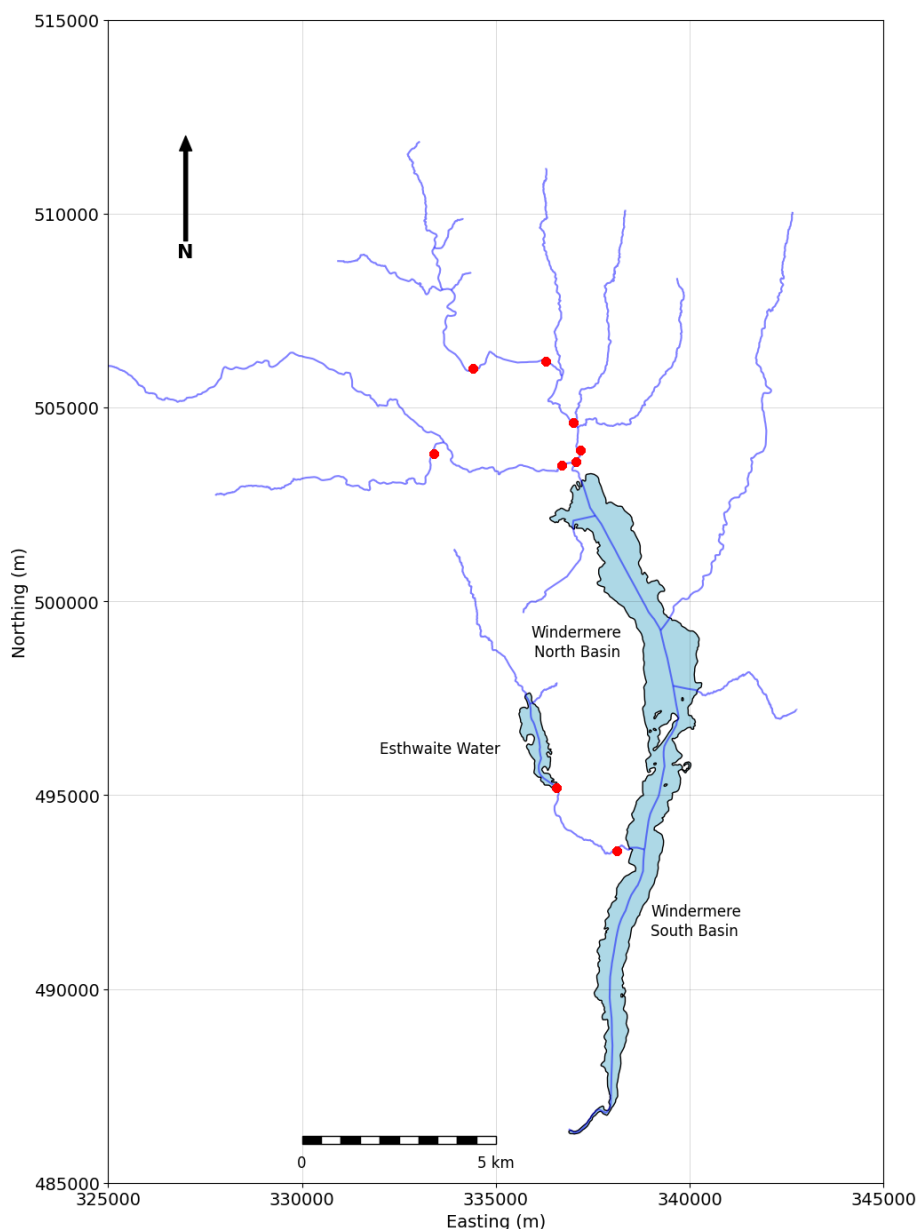 515000
510000
505000
500000
495000
490000
485000
Northing (m)
N
Windermere
North Basin
Esthwaite Water
Windermere
South Basin
0 5 km
325000 330000 335000 340000 345000
Easting (m)